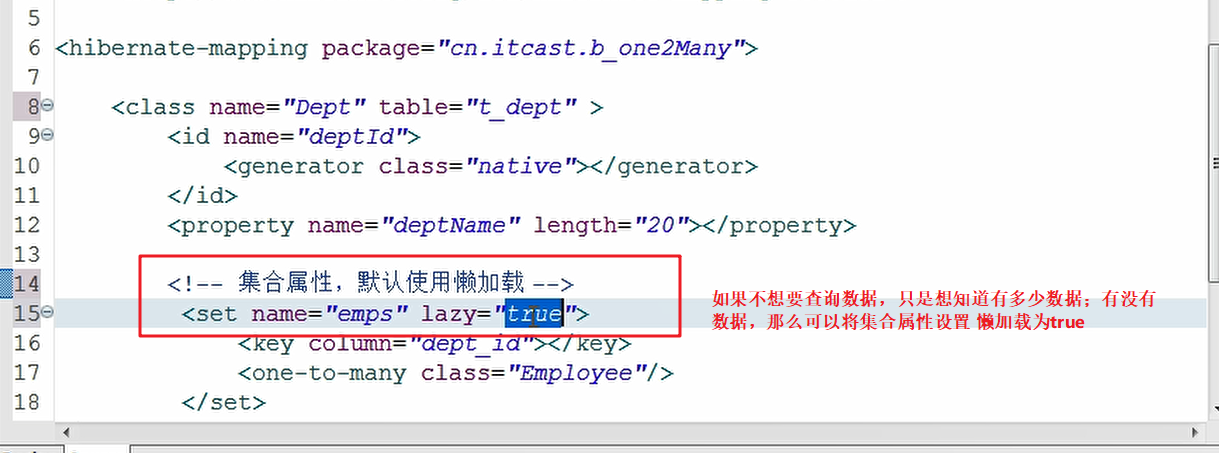 5
6 <hibernate-mapping package="cn.itcast.b_one2Many">
7
8 <class name="Dept" table="t_dept" >
9 <id name="deptId">
10 <generator class="native"></generator>
11 </id>
12 <property name="deptName" length="20"></property>
13
14 <!-- 集合属性，默认使用懒加载 -->
15 <set name="emps" lazy="true">
如果不想要查询数据，只是想知道有多少数据；有没有
数据，那么可以将集合属性设置 懒加载为true
16 <key column="dept_id"></key>
17 <one-to-many class="Employee"/>
18 </set>